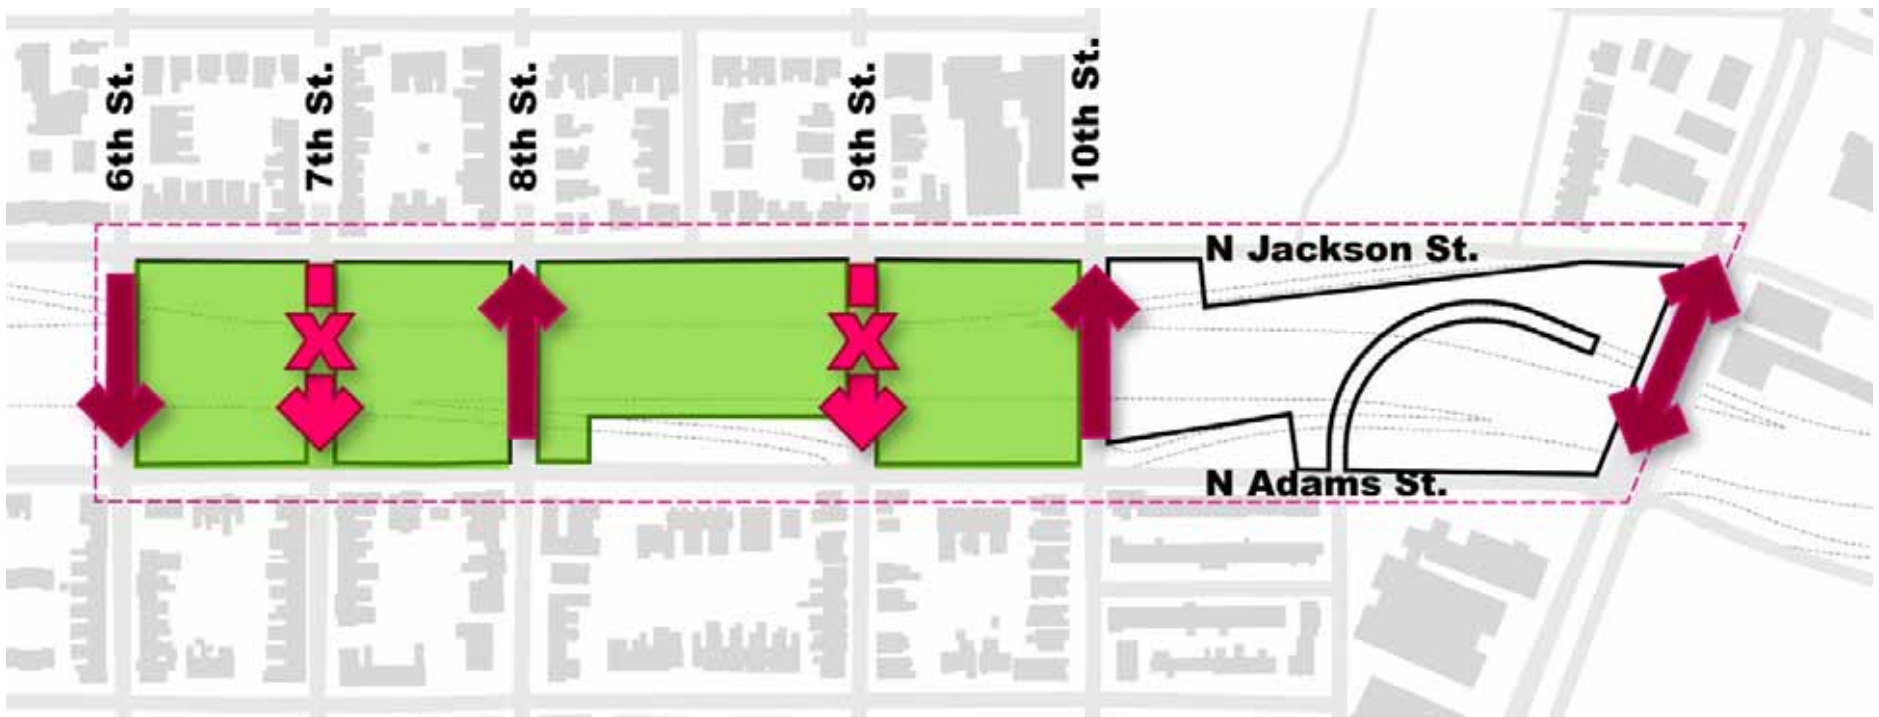 6th St.
7th St.
8th St.
9th St.
10th St.
N Jackson St.
X
X
N Adams St.